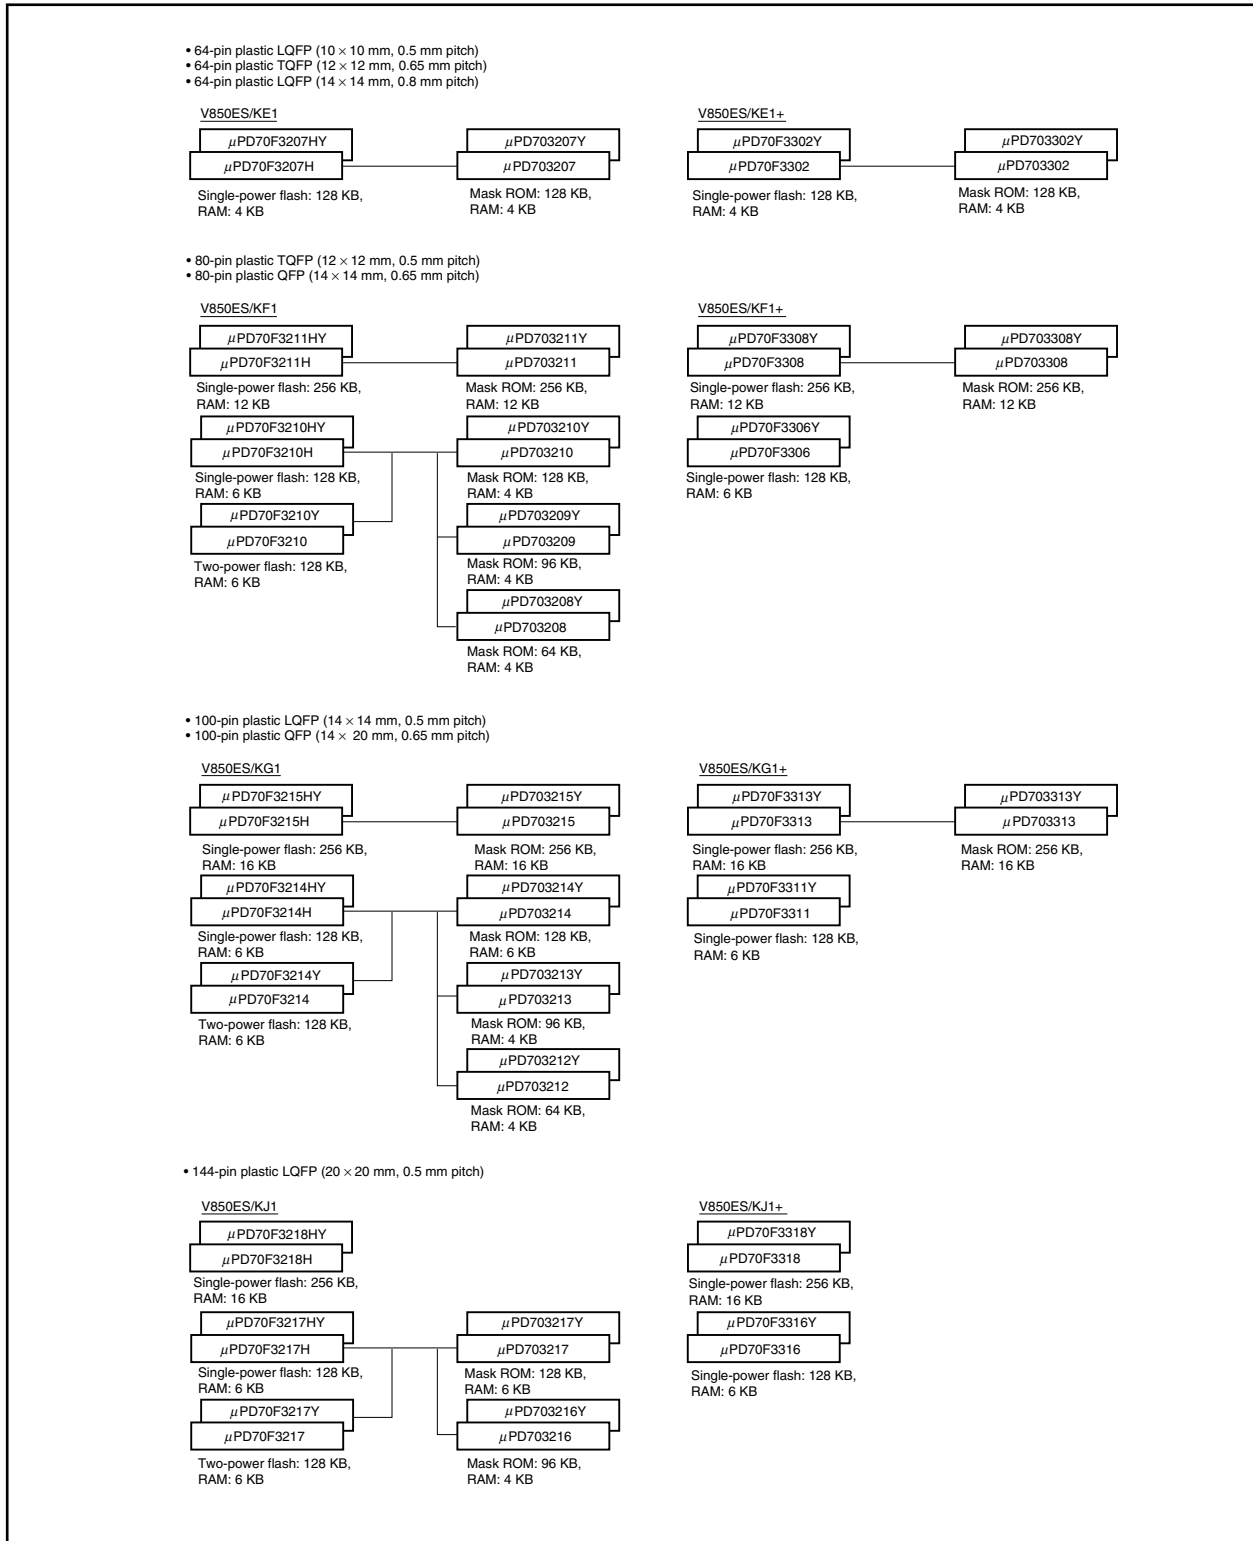 • 64-pin plastic LQFP (10 × 10 mm, 0.5 mm pitch)
• 64-pin plastic TQFP (12 × 12 mm, 0.65 mm pitch)
• 64-pin plastic LQFP (14 × 14 mm, 0.8 mm pitch)
V850ES/KE1
μPD70F3207HY
μPD70F3207H
Single-power flash: 128 KB,
RAM: 4 KB
μPD703207Y
μPD703207
Mask ROM: 128 KB,
RAM: 4 KB
V850ES/KE1+
μPD70F3302Y
μPD70F3302
Single-power flash: 128 KB,
RAM: 4 KB
μPD703302Y
μPD703302
Mask ROM: 128 KB,
RAM: 4 KB
• 80-pin plastic TQFP (12 × 12 mm, 0.5 mm pitch)
• 80-pin plastic QFP (14 × 14 mm, 0.65 mm pitch)
V850ES/KF1
μPD70F3211HY
μPD70F3211H
Single-power flash: 256 KB,
RAM: 12 KB
μPD703211Y
μPD703211
Mask ROM: 256 KB,
RAM: 12 KB
μPD70F3210HY
μPD70F3210H
Single-power flash: 128 KB,
RAM: 6 KB
μPD703210Y
μPD703210
Mask ROM: 128 KB,
RAM: 4 KB
μPD70F3210Y
μPD70F3210
Two-power flash: 128 KB,
RAM: 6 KB
μPD703209Y
μPD703209
Mask ROM: 96 KB,
RAM: 4 KB
μPD703208Y
μPD703208
Mask ROM: 64 KB,
RAM: 4 KB
V850ES/KF1+
μPD70F3308Y
μPD70F3308
Single-power flash: 256 KB,
RAM: 12 KB
μPD703308Y
μPD703308
Mask ROM: 256 KB,
RAM: 12 KB
μPD70F3306Y
μPD70F3306
Single-power flash: 128 KB,
RAM: 6 KB
• 100-pin plastic LQFP (14 × 14 mm, 0.5 mm pitch)
• 100-pin plastic QFP (14 × 20 mm, 0.65 mm pitch)
V850ES/KG1
μPD70F3215HY
μPD70F3215H
Single-power flash: 256 KB,
RAM: 16 KB
μPD703215Y
μPD703215
Mask ROM: 256 KB,
RAM: 16 KB
μPD70F3214HY
μPD70F3214H
Single-power flash: 128 KB,
RAM: 6 KB
μPD703214Y
μPD703214
Mask ROM: 128 KB,
RAM: 6 KB
μPD70F3214Y
μPD70F3214
Two-power flash: 128 KB,
RAM: 6 KB
μPD703213Y
μPD703213
Mask ROM: 96 KB,
RAM: 4 KB
μPD703212Y
μPD703212
Mask ROM: 64 KB,
RAM: 4 KB
V850ES/KG1+
μPD70F3313Y
μPD70F3313
Single-power flash: 256 KB,
RAM: 16 KB
μPD703313Y
μPD703313
Mask ROM: 256 KB,
RAM: 16 KB
μPD70F3311Y
μPD70F3311
Single-power flash: 128 KB,
RAM: 6 KB
• 144-pin plastic LQFP (20 × 20 mm, 0.5 mm pitch)
V850ES/KJ1
μPD70F3218HY
μPD70F3218H
Single-power flash: 256 KB,
RAM: 16 KB
μPD70F3217HY
μPD70F3217H
Single-power flash: 128 KB,
RAM: 6 KB
μPD703217Y
μPD703217
Mask ROM: 128 KB,
RAM: 6 KB
μPD70F3217Y
μPD70F3217
Two-power flash: 128 KB,
RAM: 6 KB
μPD703216Y
μPD703216
Mask ROM: 96 KB,
RAM: 4 KB
V850ES/KJ1+
μPD70F3318Y
μPD70F3318
Single-power flash: 256 KB,
RAM: 16 KB
μPD70F3316Y
μPD70F3316
Single-power flash: 128 KB,
RAM: 6 KB